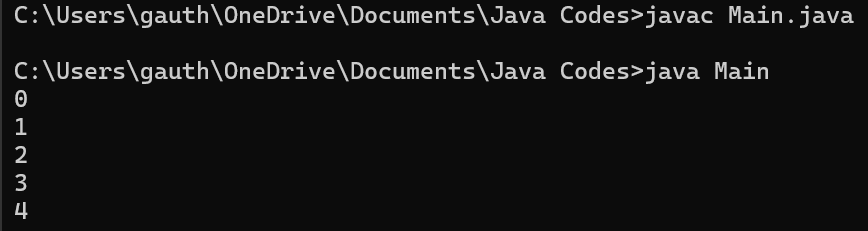 C:\Users\gauth\OneDrive\Documents\Java Codes>javac Main.java
C:\Users\gauth\OneDrive\Documents\Java Codes>java Main
0
1
2
3
4